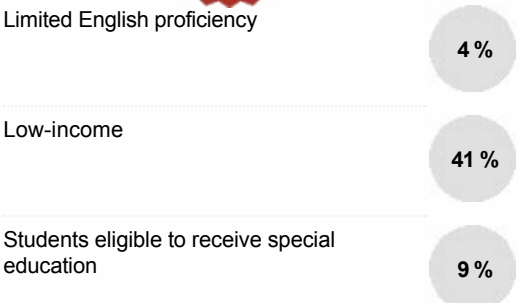 Limited English proficiency
4 %
Low-income
41 %
Students eligible to receive special
education
9 %